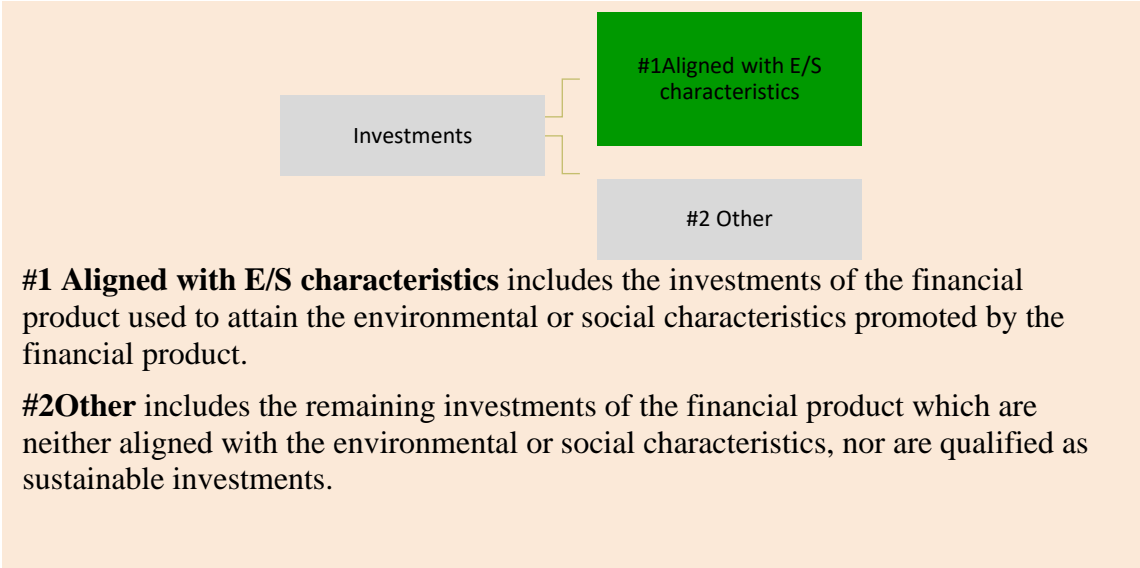 #1Aligned with E/S
characteristics
Investments
#2 Other
#1 Aligned with E/S characteristics includes the investments of the financial
product used to attain the environmental or social characteristics promoted by the
financial product.
#2Other includes the remaining investments of the financial product which are
neither aligned with the environmental or social characteristics, nor are qualified as
sustainable investments.